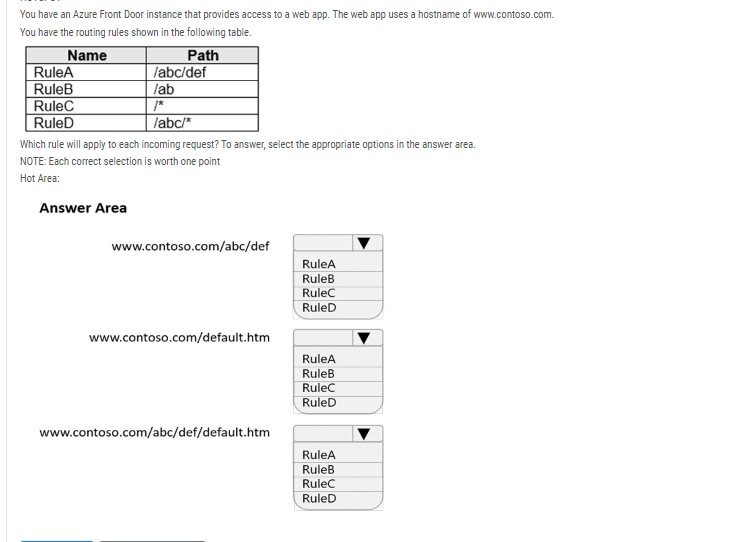 You have an Azure Front Door instance that provides access to a web app. The web app uses a hostname of www.contoso.com.
You have the routing rules shown in the following table.
Name Path
RuleA /abc/def
RuleB /ab
RuleC /*
RuleD /abc/*
Which rule will apply to each incoming request? To answer, select the appropriate options in the answer area.
NOTE: Each correct selection is worth one point
Hot Area:
Answer Area
www.contoso.com/abc/def
RuleA
RuleB
RuleC
RuleD
www.contoso.com/default.htm
RuleA
RuleB
RuleC
RuleD
www.contoso.com/abc/def/default.htm
RuleA
RuleB
RuleC
RuleD